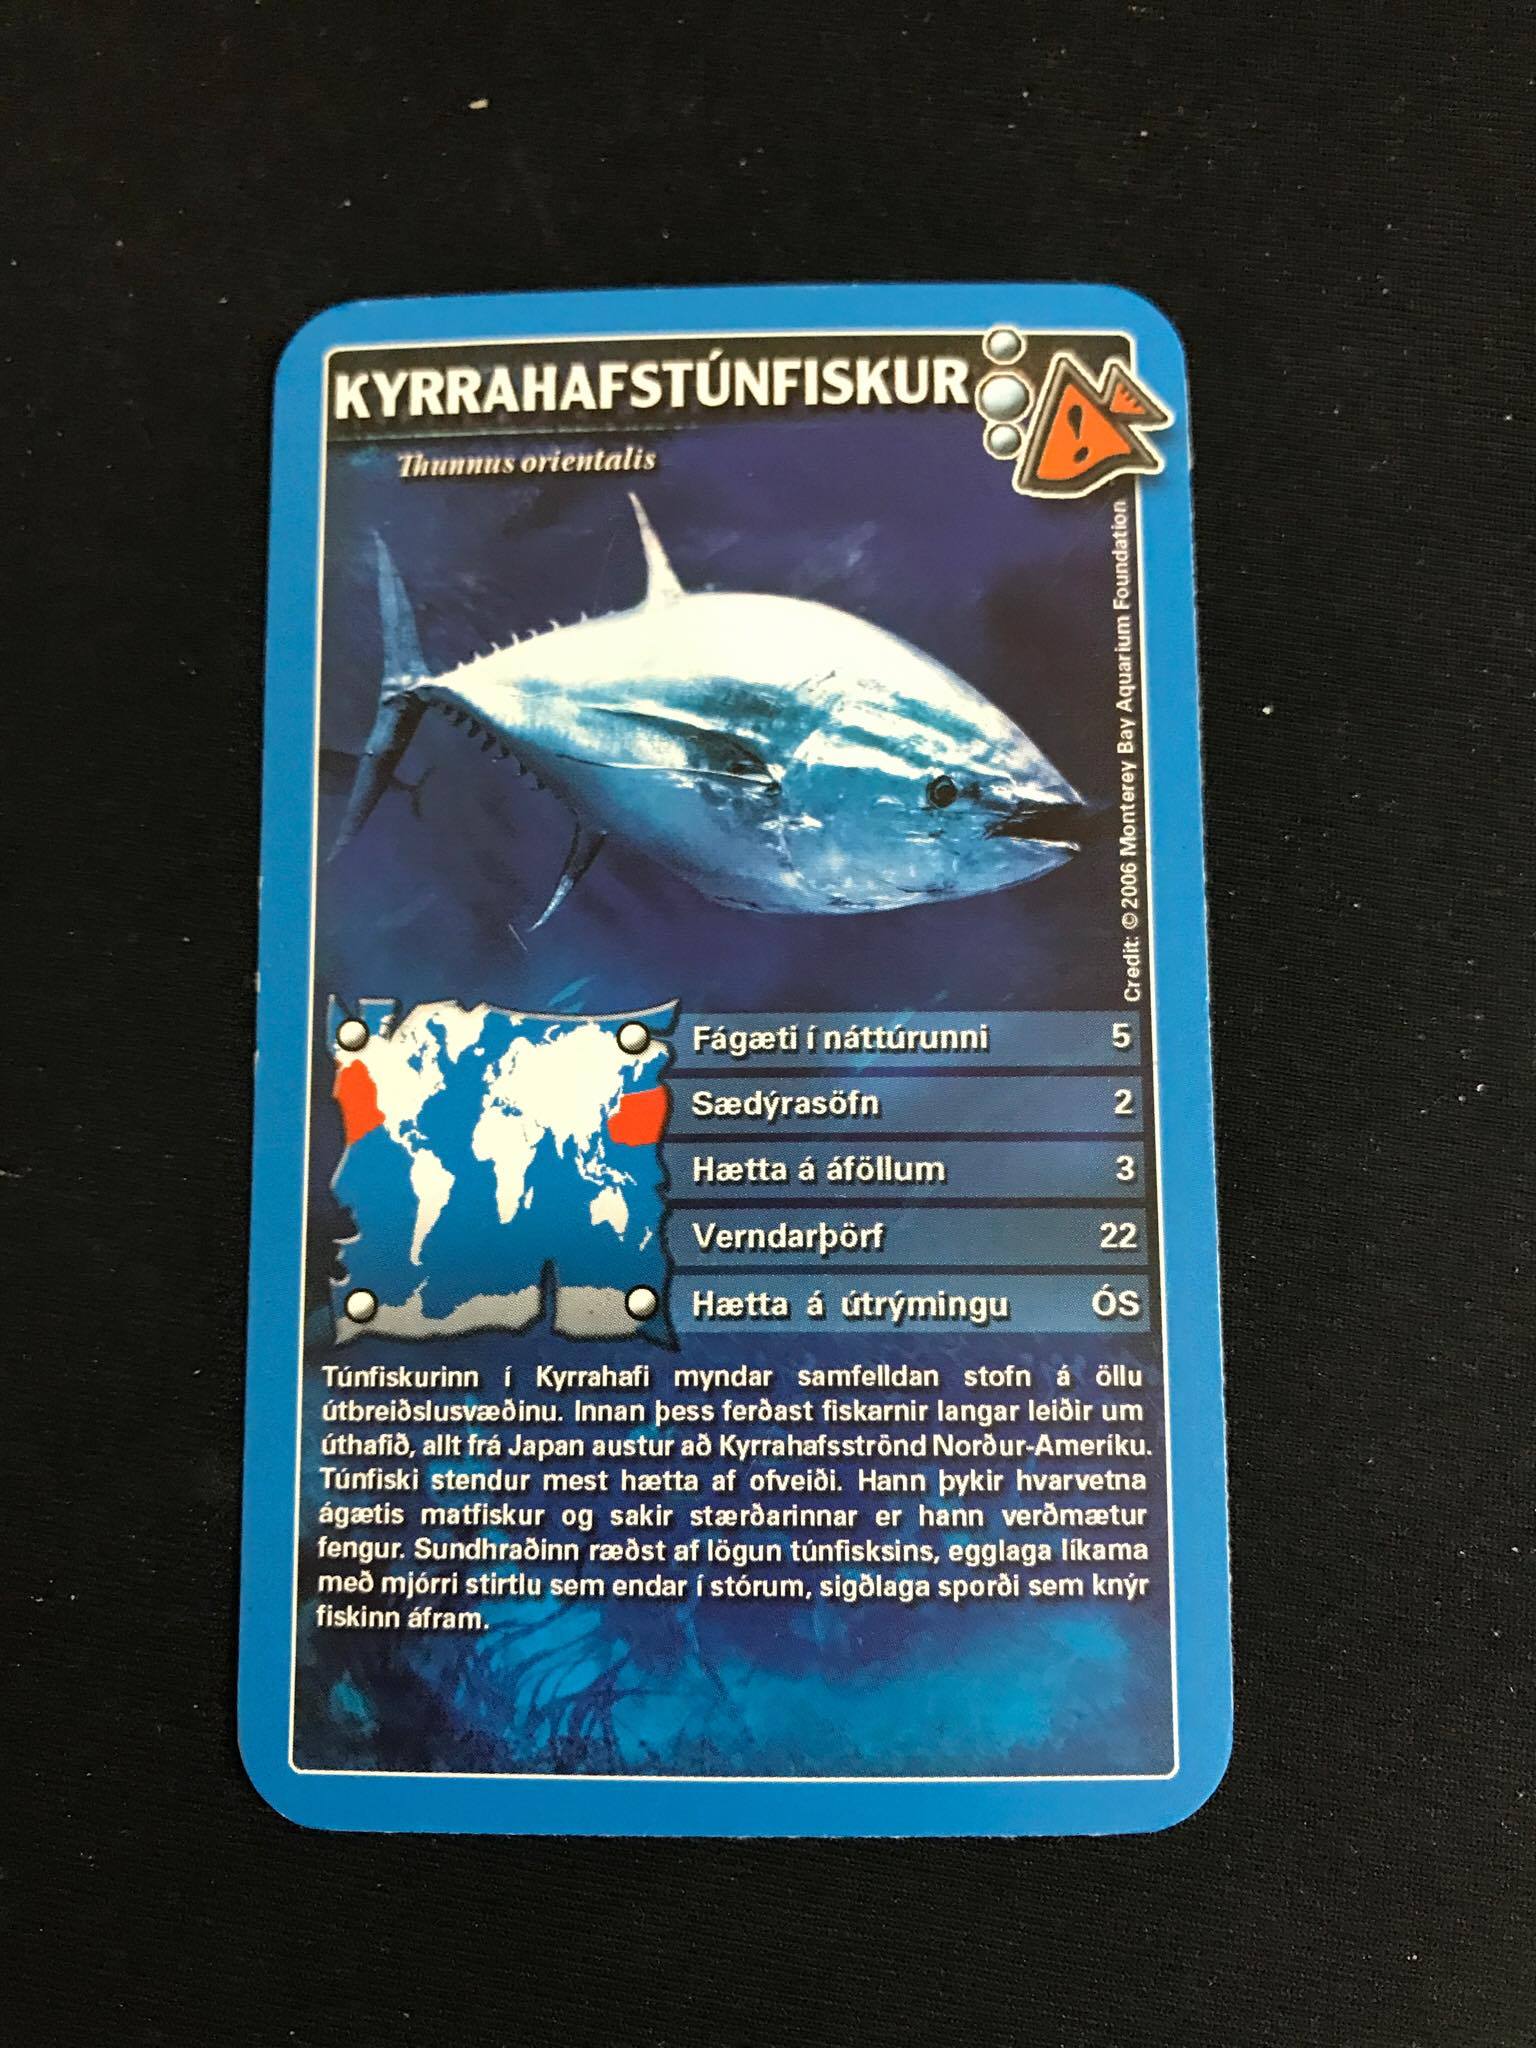 KYRRAHAFSTÚNFISKUR
Thunnus orientalis
Credit: © 2006 Monterey Bay Aquarium Foundation
Fágæti í náttúrunni 5
Sædýrasöfn 2
Hætta á áföllum 3
Verndarþörf 22
Hætta á útrýmingu ÓS
Túnfiskurinn í Kyrrahafi myndar samfelldan stofn á öllu
útbreiðslusvæðinu. Innan þess ferðast fiskarnir langar leiðir um
úthafið, allt frá Japan austur að Kyrrahafsströnd Norður-Ameríku.
Túnfiski stendur mest hætta af ofveiði. Hann þykir hvarvetna
ágætis matfiskur og sakir stærðarinnar er hann verðmætur
fengur. Sundhraðinn ræðst af lögun túnfisksins, egglaga líkama
með mjórri stirtlu sem endar í stórum, sigðlaga sporði sem knýr
fiskinn áfram.